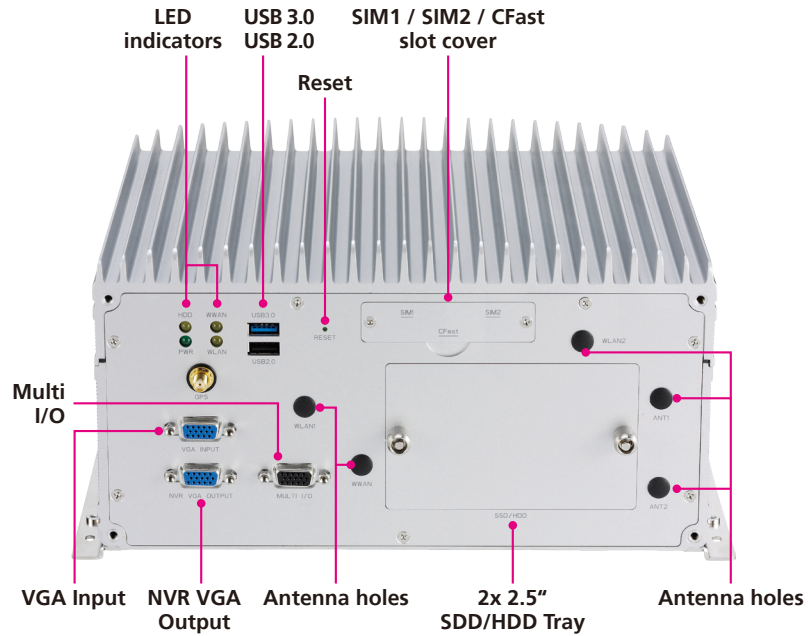 LED
indicators
USB 3.0
USB 2.0
SIM1 / SIM2 / CFast
slot cover
Reset
HDD
WWAN
USB3.0
SIM1
SIM2
CFast
RESET
PWR
WLAN
USB2.0
WLAN2
GPS
Multi
I/O
WLAN1
ANT1
VGA INPUT
WWAN
NVR VGA OUTPUT
MULTI I/O
ANT2
SSD/HDD
VGA Input
NVR VGA
Output
Antenna holes
2x 2.5“
SDD/HDD Tray
Antenna holes